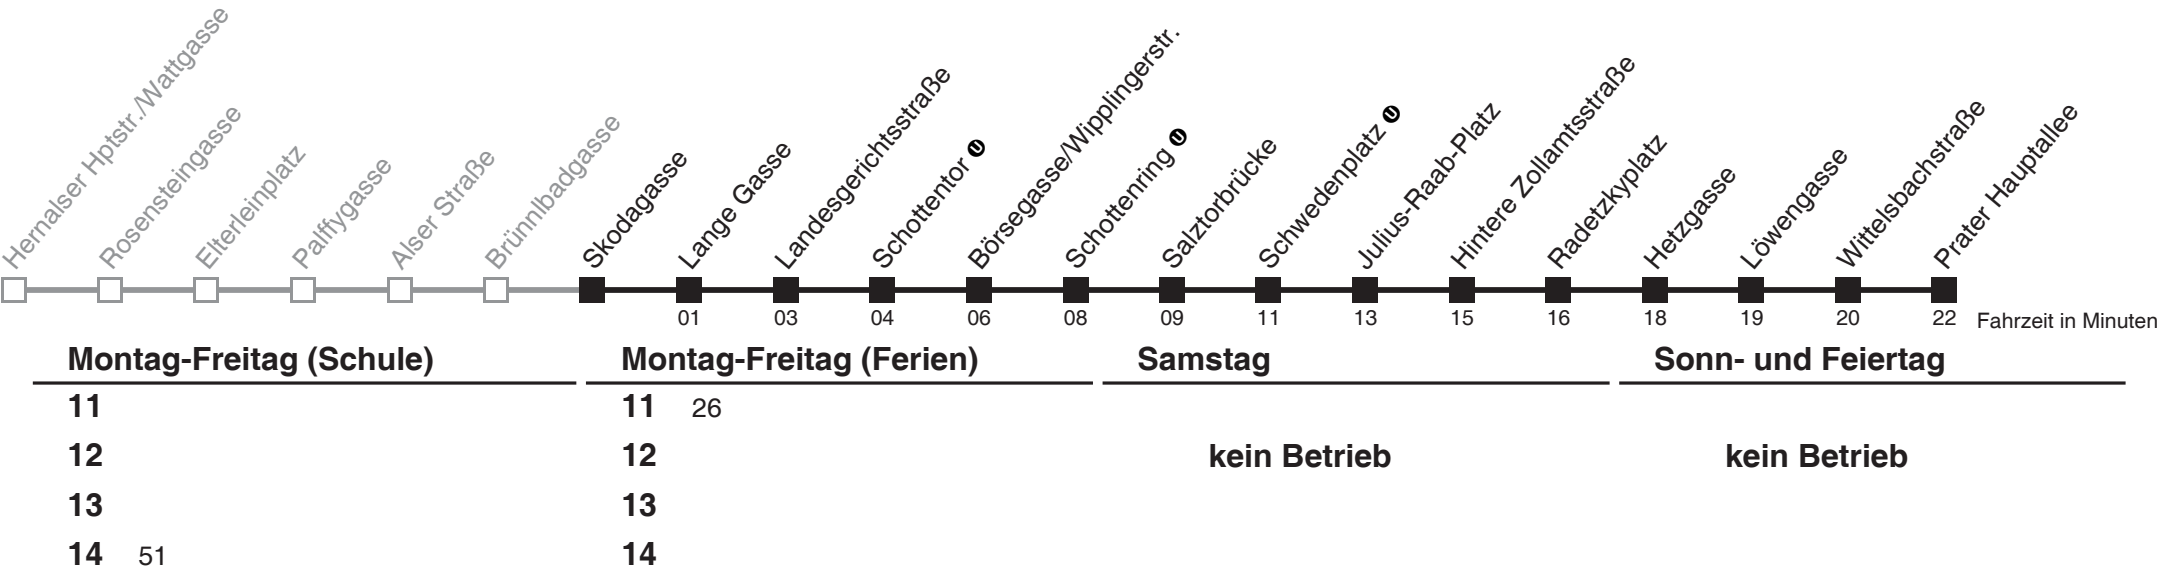 Hernalser Hptstr./Wattgasse
Rosensteingasse
Elterleinplatz
Palffygasse
Alser Straße
Brünnlbadgasse
Skodagasse
Lange Gasse
Landesgerichtsstraße
Schottentor U
Börsegasse/Wipplingerstr.
Schottenring U
Salztorbrücke
Schwedenplatz U
Julius-Raab-Platz
Hintere Zollamtsstraße
Radetzkyplatz
Hetzgasse
Löwengasse
Wittelsbachstraße
Prater Hauptallee
01 03 04 06 08 09 11 13 15 16 18 19 20 22 Fahrzeit in Minuten
Montag-Freitag (Schule) Montag-Freitag (Ferien) Samstag Sonn- und Feiertag
11 11 26
12 12 kein Betrieb kein Betrieb
13 13
14 51 14